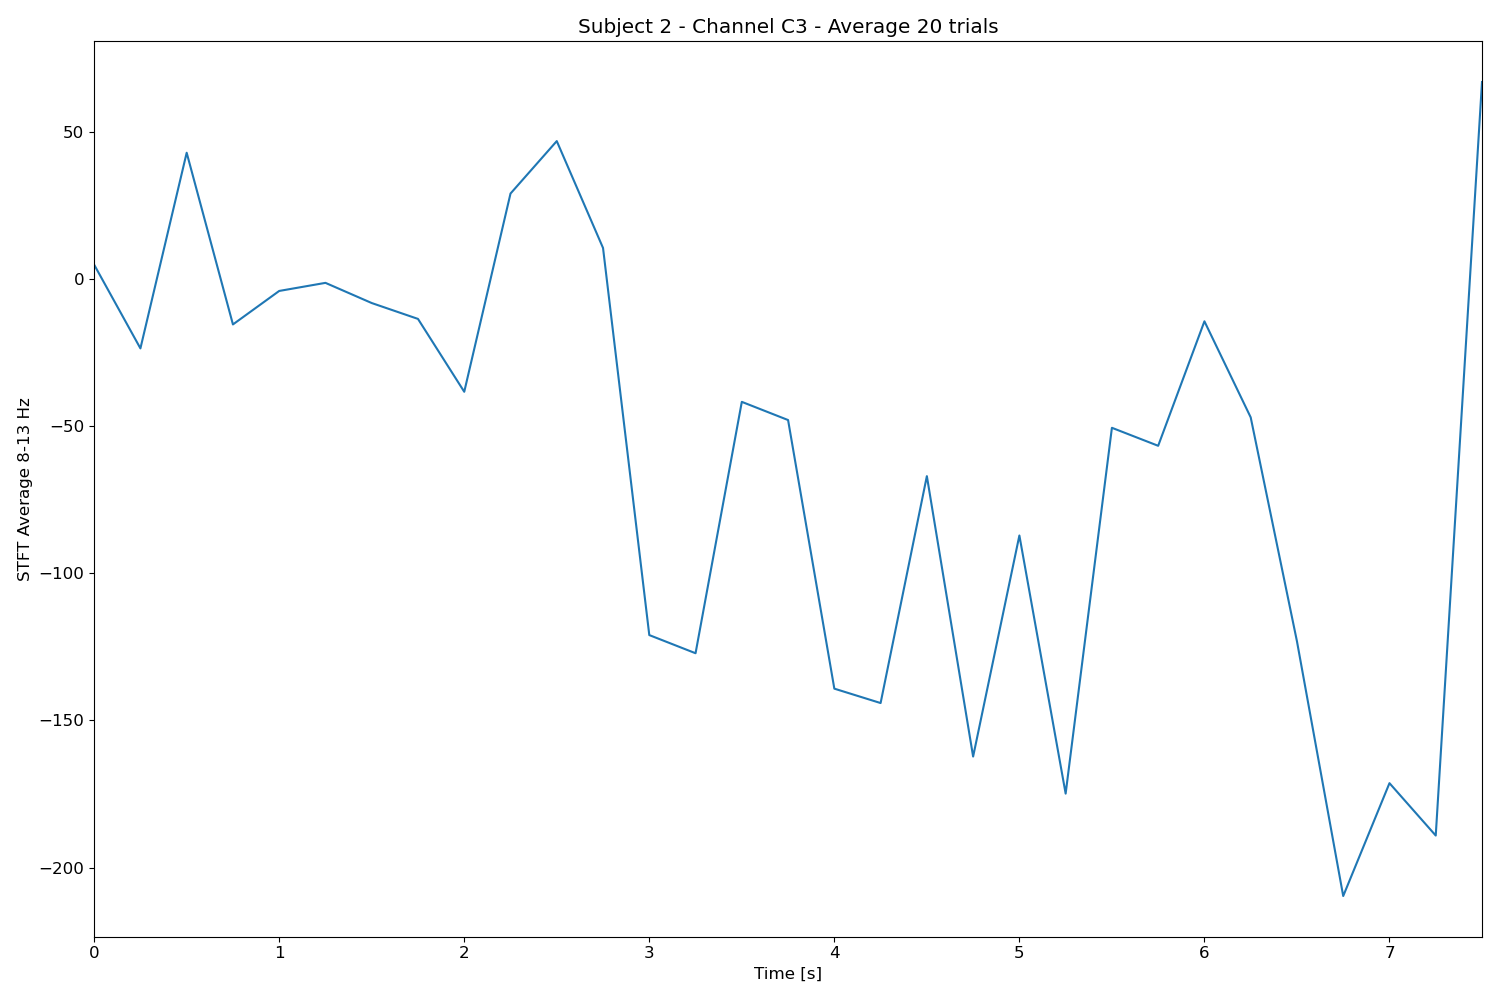 Subject 2 - Channel C3 - Average 20 trials
50
0
−50
−100
−150
−200
STFT Average 8-13 Hz
0 1 2 3 4 5 6 7
Time [s]